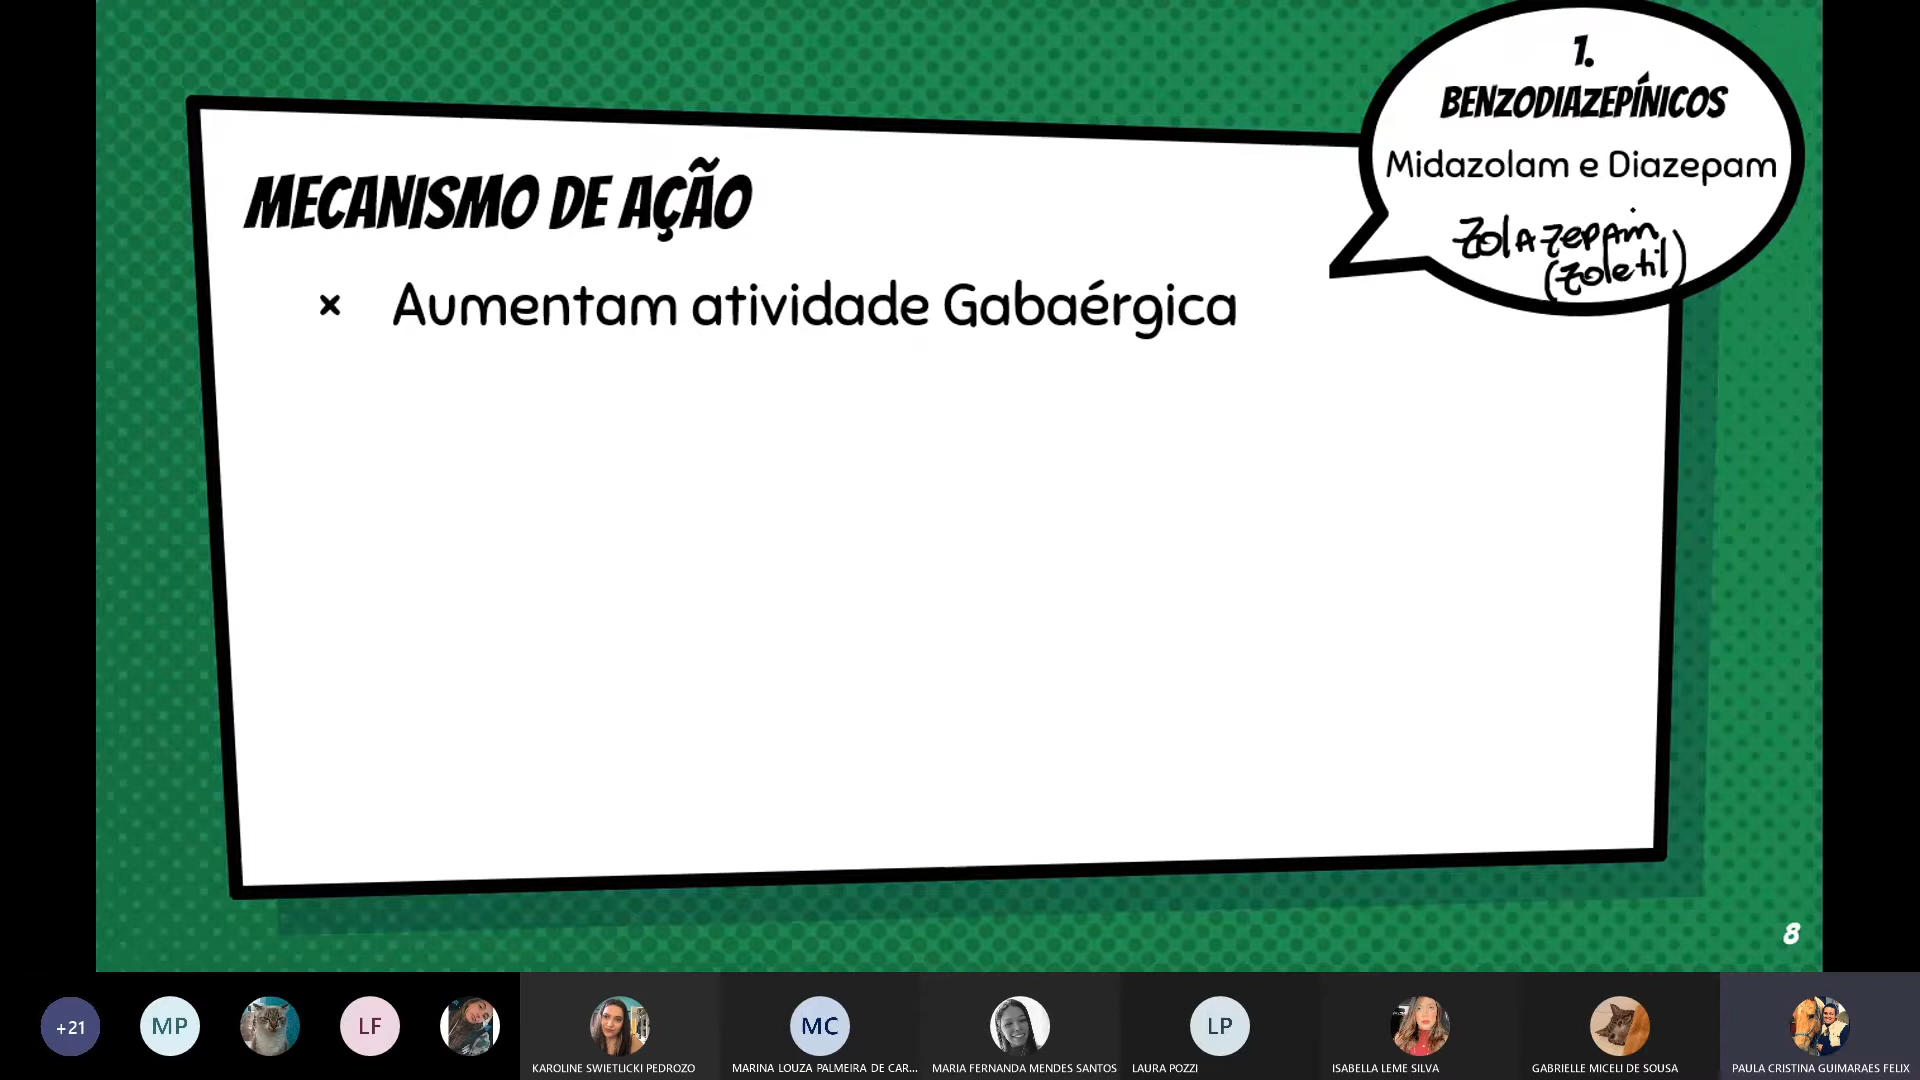 1.
BENZODIAZEPÍNICOS
Midazolam e Diazepam
Zolazepam
(Zoletil)
MECANISMO DE AÇÃO
× Aumentam atividade Gabaérgica
8
+21
MP
LF
MC
LP
KAROLINE SWIETLICKI PEDROZO
MARINA LOUZA PALMEIRA DE CAR...
MARIA FERNANDA MENDES SANTOS
LAURA POZZI
ISABELLA LEME SILVA
GABRIELLE MICELI DE SOUSA
PAULA CRISTINA GUIMARAES FELIX